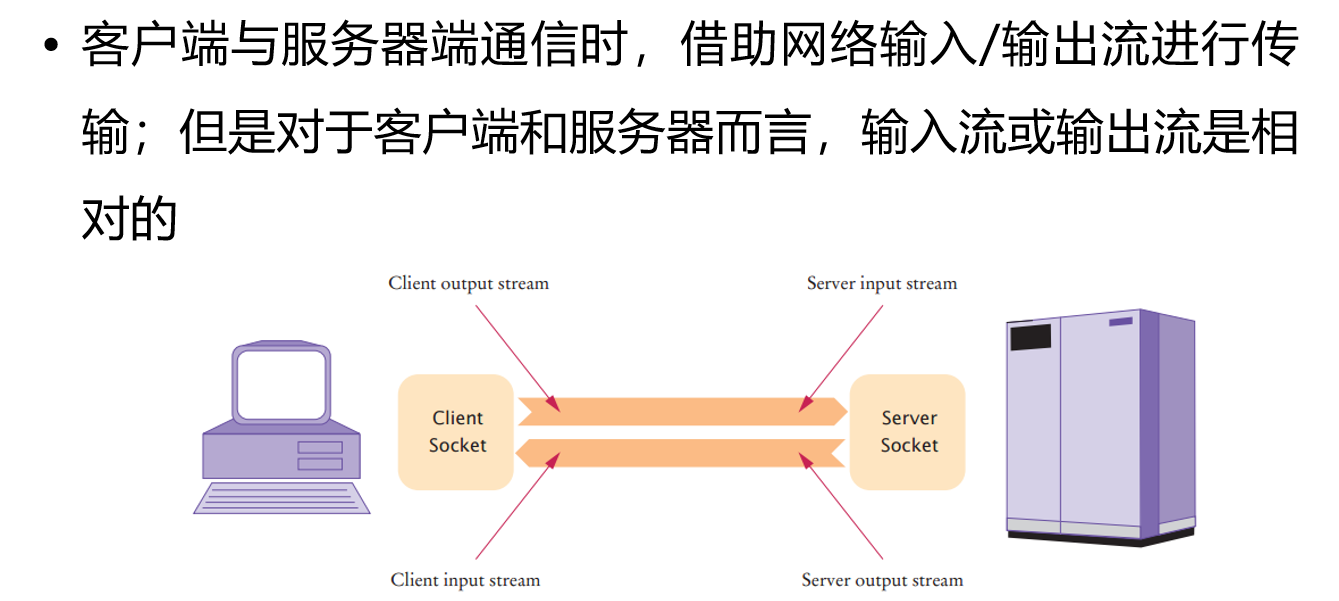 • 客户端与服务器端通信时，借助网络输入/输出流进行传
输；但是对于客户端和服务器而言，输入流或输出流是相
对的
Client output stream
Server input stream
Client
Socket
Server
Socket
Client input stream
Server output stream